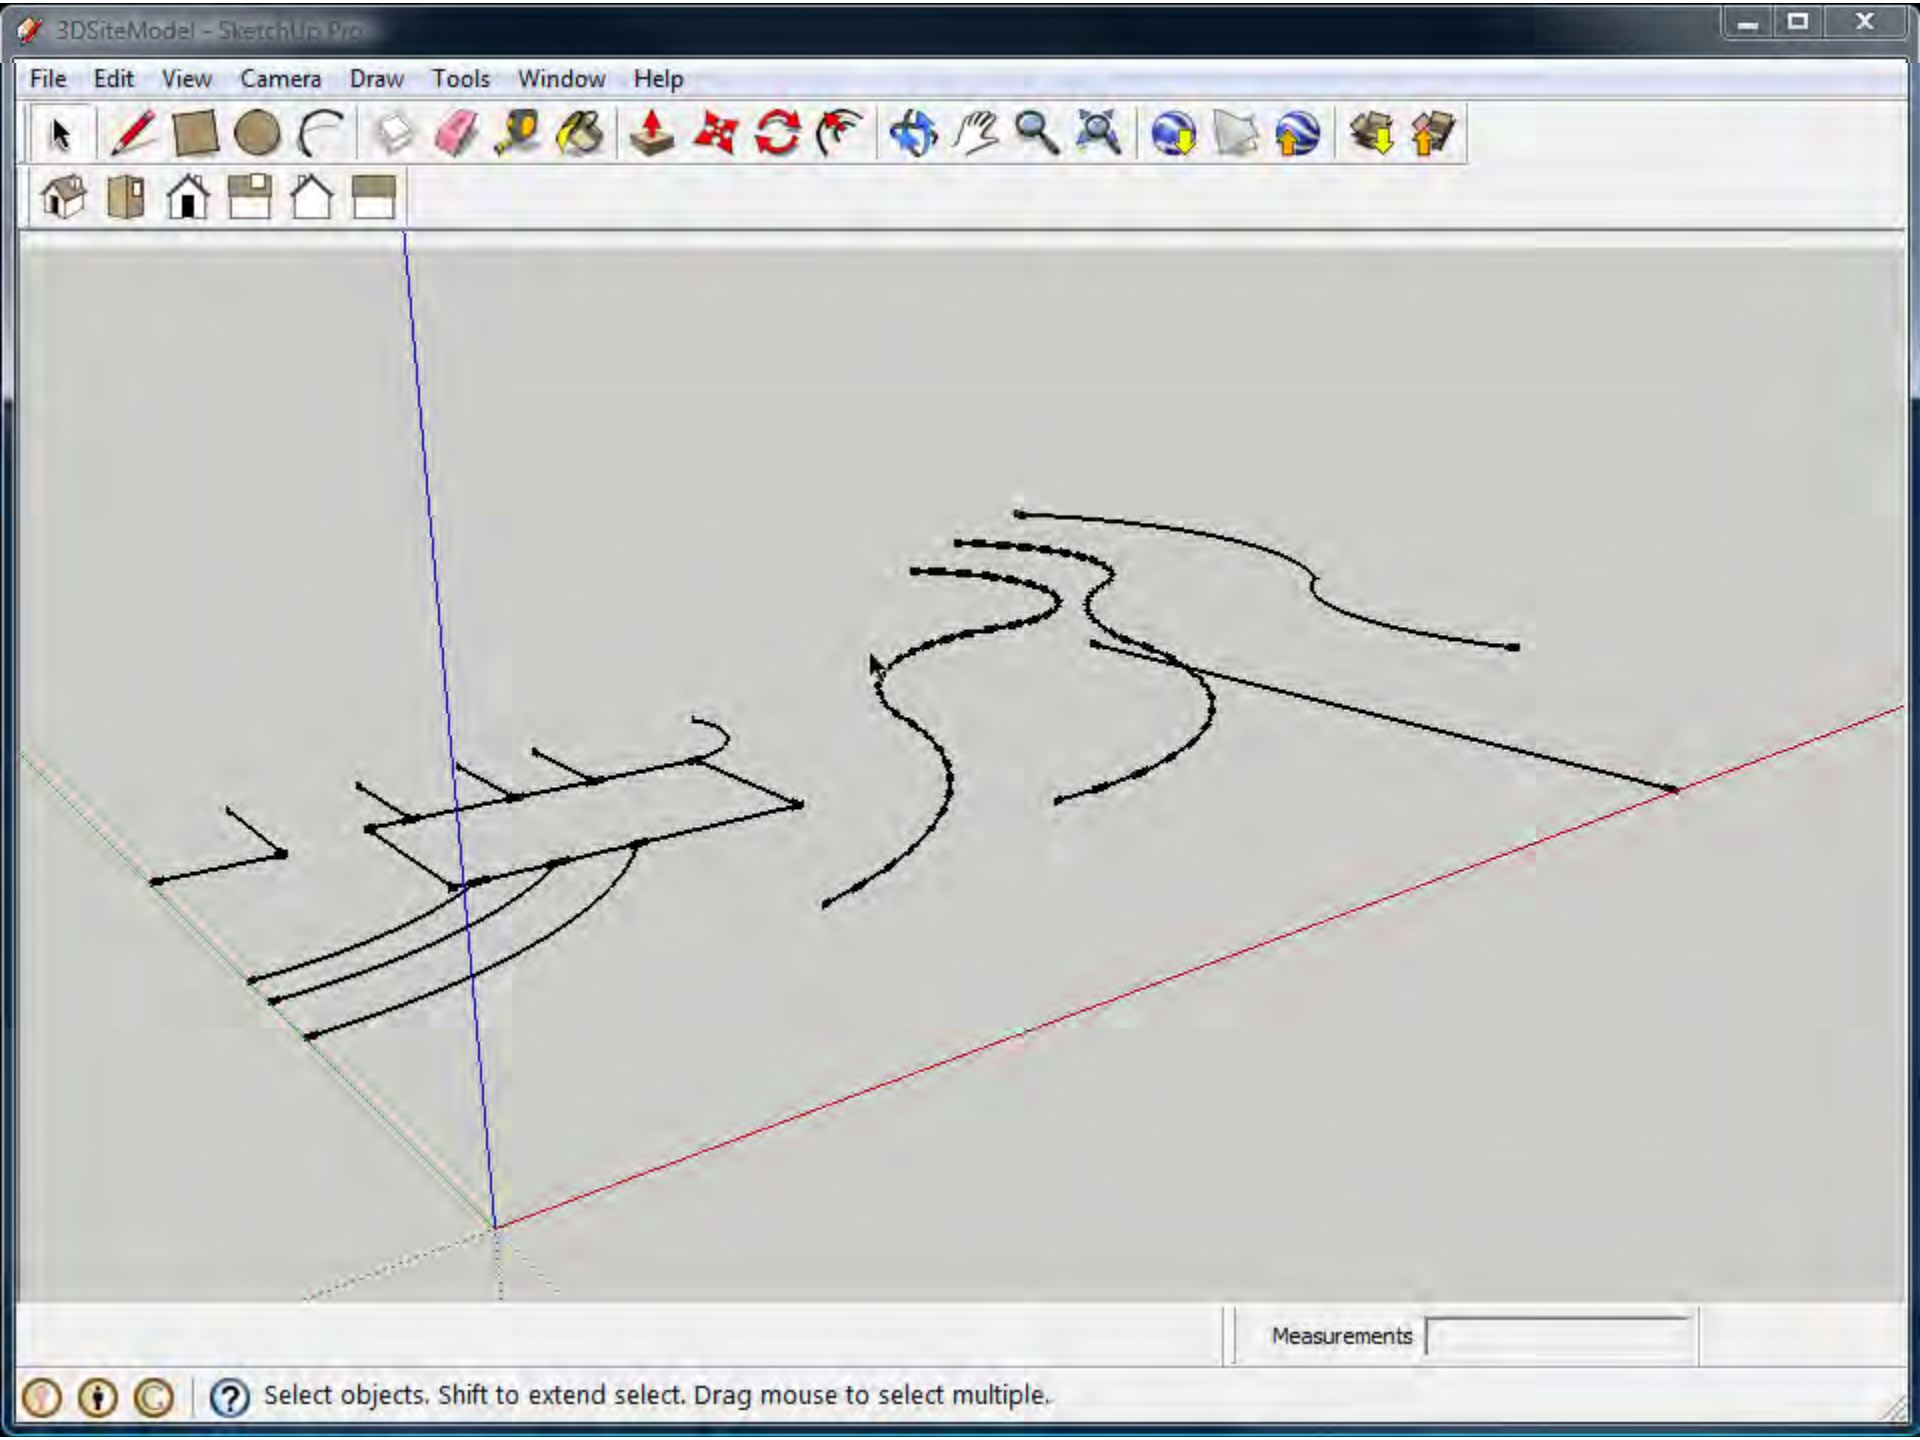 3DSiteModel - SketchUp Pro
File Edit View Camera Draw Tools Window Help
Measurements
Select objects. Shift to extend select. Drag mouse to select multiple.